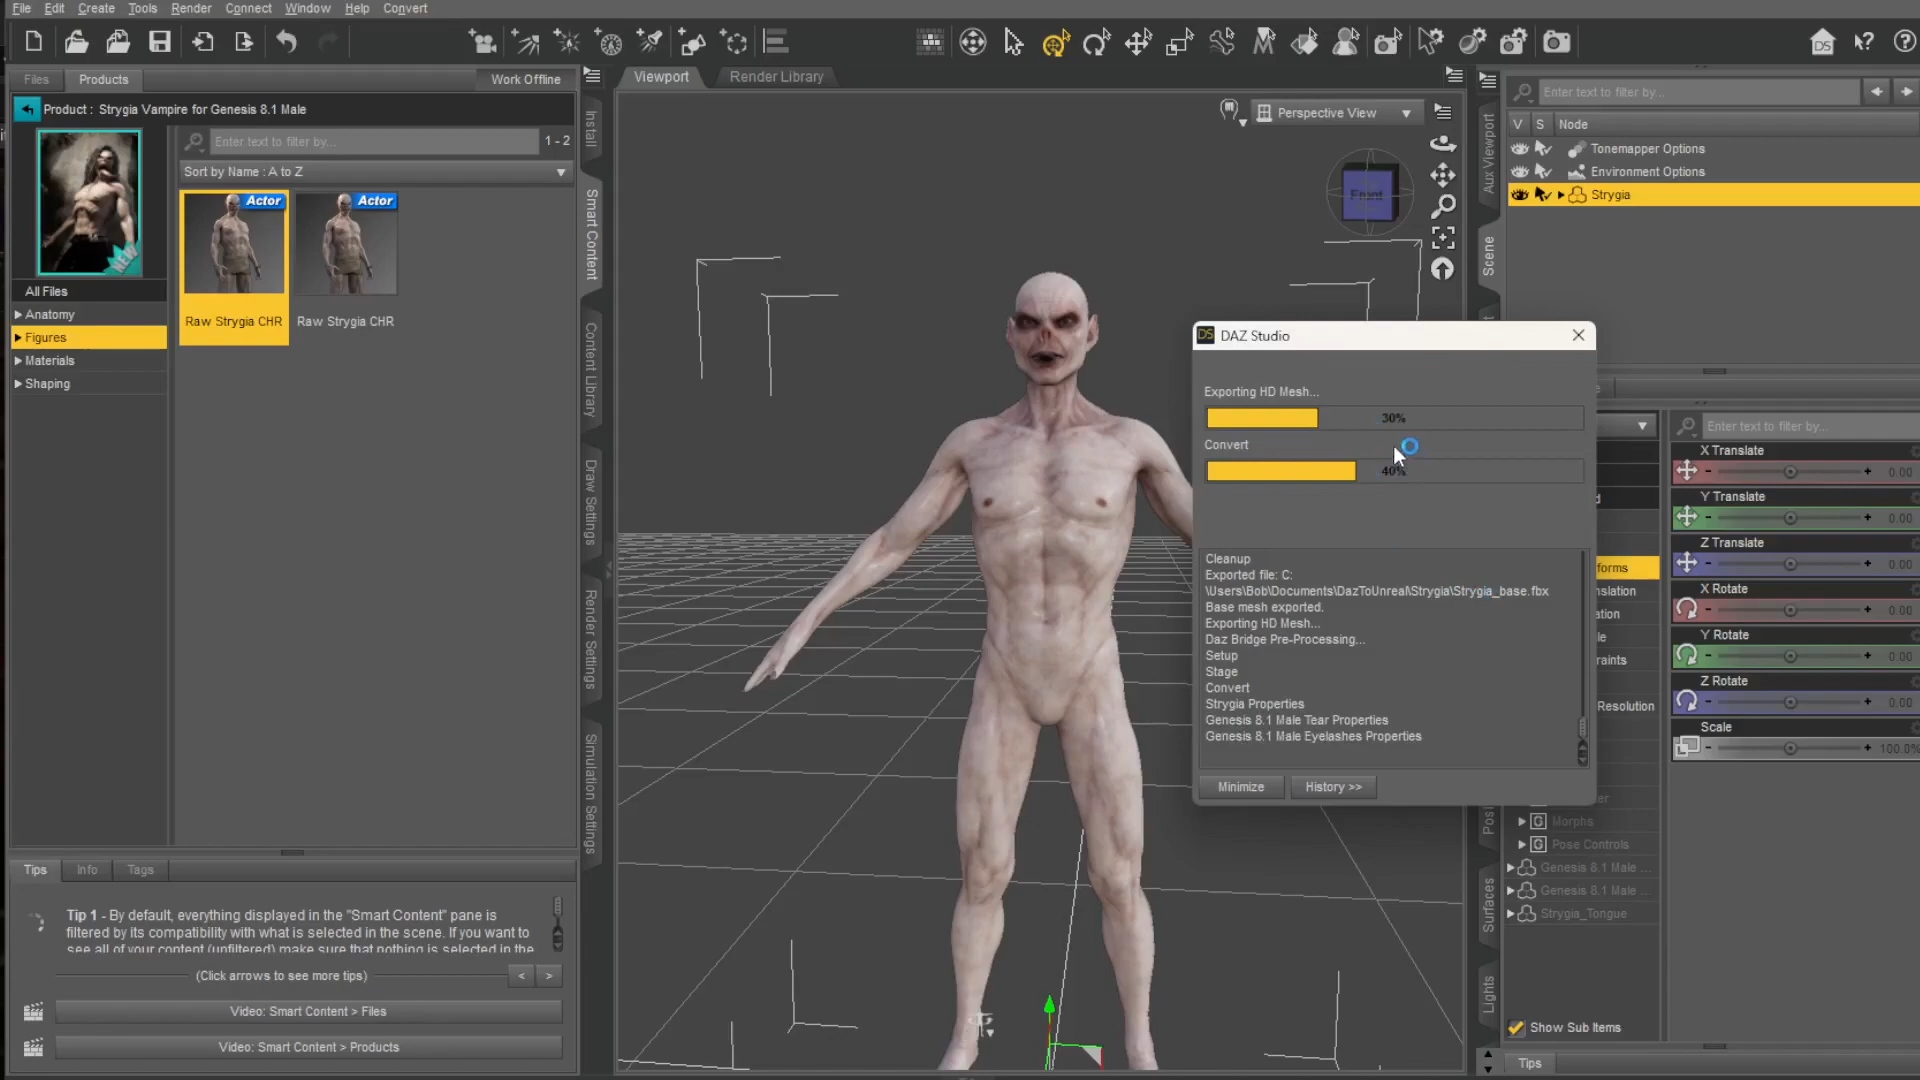 File Edit Create Tools Render Connect Window Help Convert
Files Products Work Offline
Product : Strygia Vampire for Genesis 8.1 Male
NEW
Enter text to filter by... 1 - 2
Sort by Name : A to Z
Actor
Actor
Raw Strygia CHR
Raw Strygia CHR
All Files
Anatomy
Figures
Materials
Shaping
Tips Info Tags
Tip 1 - By default, everything displayed in the "Smart Content" pane is
filtered by its compatibility with what is selected in the scene. If you want to
see all of your content (unfiltered) make sure that nothing is selected in the
(Click arrows to see more tips)
< >
Video: Smart Content > Files
Video: Smart Content > Products
Install
Smart Content
Content Library
Draw Settings
Render Settings
Simulation Settings
Viewport Render Library
Perspective View
Front
DS DAZ Studio
Exporting HD Mesh...
30%
Convert
40%
Cleanup
Exported file: C:
\Users\Bob\Documents\DazToUnreal\Strygia\Strygia_base.fbx
Base mesh exported.
Exporting HD Mesh...
Daz Bridge Pre-Processing...
Setup
Stage
Convert
Strygia Properties
Genesis 8.1 Male Tear Properties
Genesis 8.1 Male Eyelashes Properties
Minimize History >>
DS
Aux Viewport
Scene
Surfaces
Lights
Enter text to filter by...
V S Node
Tonemapper Options
Environment Options
Strygia
Enter text to filter by...
X Translate
0.00
Y Translate
0.00
Z Translate
0.00
X Rotate
0.00
Y Rotate
0.00
Z Rotate
0.00
Scale
100.0%
Resolution
G Morphs
G Pose Controls
Genesis 8.1 Male ...
Genesis 8.1 Male ...
Strygia_Tongue
Show Sub Items
Tips